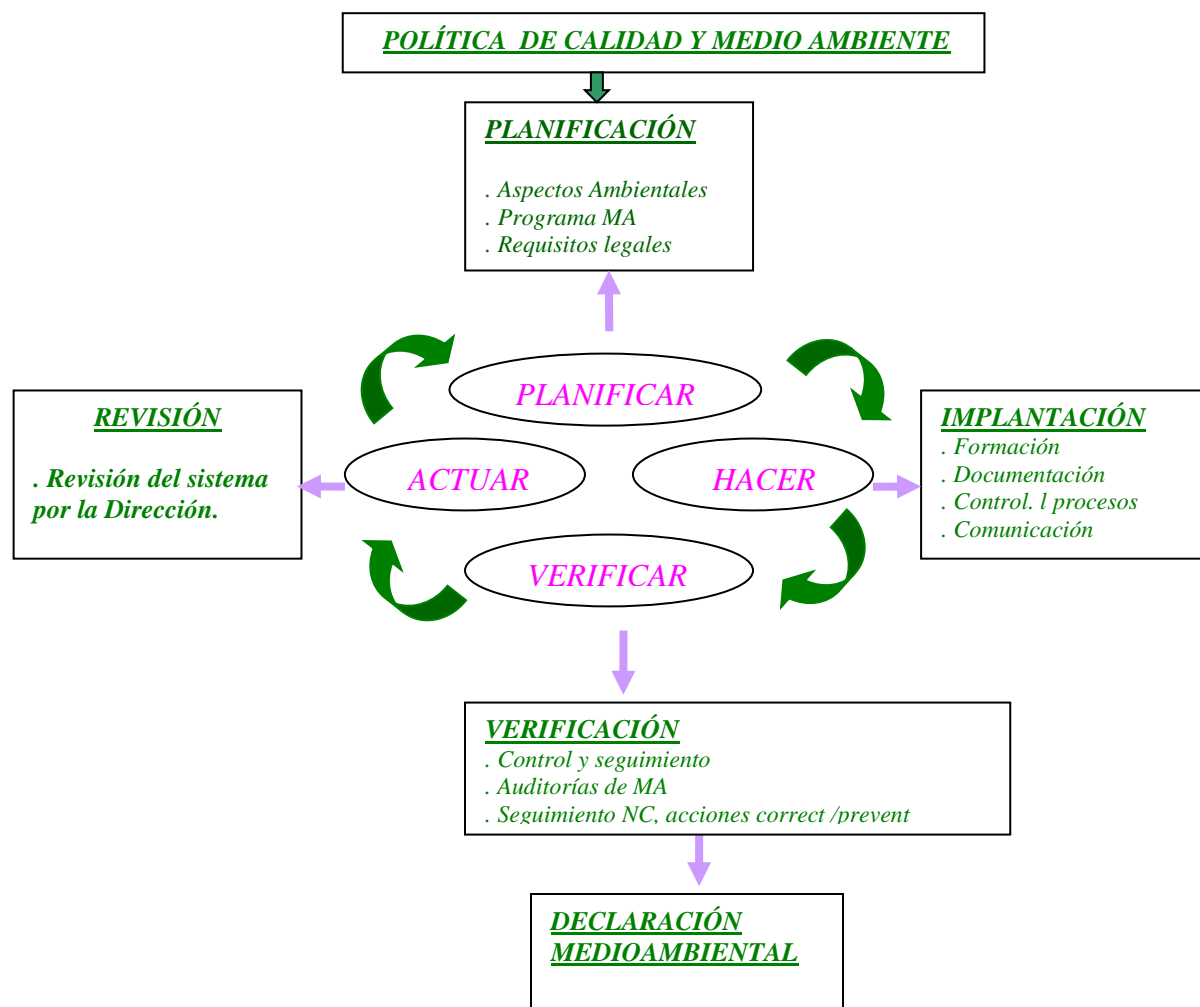 POLÍTICA DE CALIDAD Y MEDIO AMBIENTE
PLANIFICACIÓN
. Aspectos Ambientales
. Programa MA
. Requisitos legales
PLANIFICAR
REVISIÓN
. Revisión del sistema
por la Dirección.
ACTUAR
HACER
IMPLANTACIÓN
. Formación
. Documentación
. Control. l procesos
. Comunicación
VERIFICAR
VERIFICACIÓN
. Control y seguimiento
. Auditorías de MA
. Seguimiento NC, acciones correct /prevent
DECLARACIÓN
MEDIOAMBIENTAL